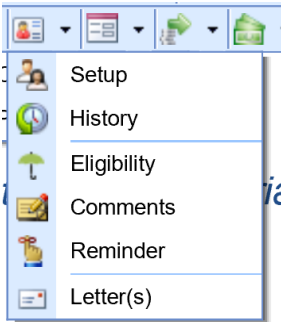 Setup
History
Eligibility
Comments
Reminder
Letter(s)